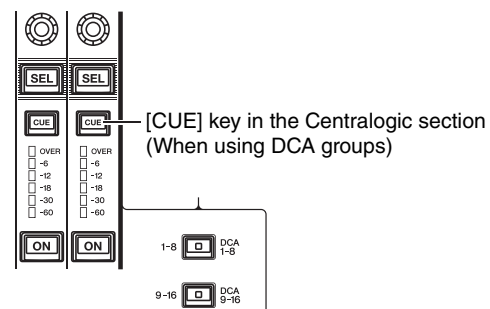 SEL SEL
CUE CUE
[CUE] key in the Centralogic section
(When using DCA groups)
OVER OVER
-6 -6
-12 -12
-18 -18
-30 -30
-60 -60
ON ON
1-8 DCA
1-8
9-16 DCA
9-16